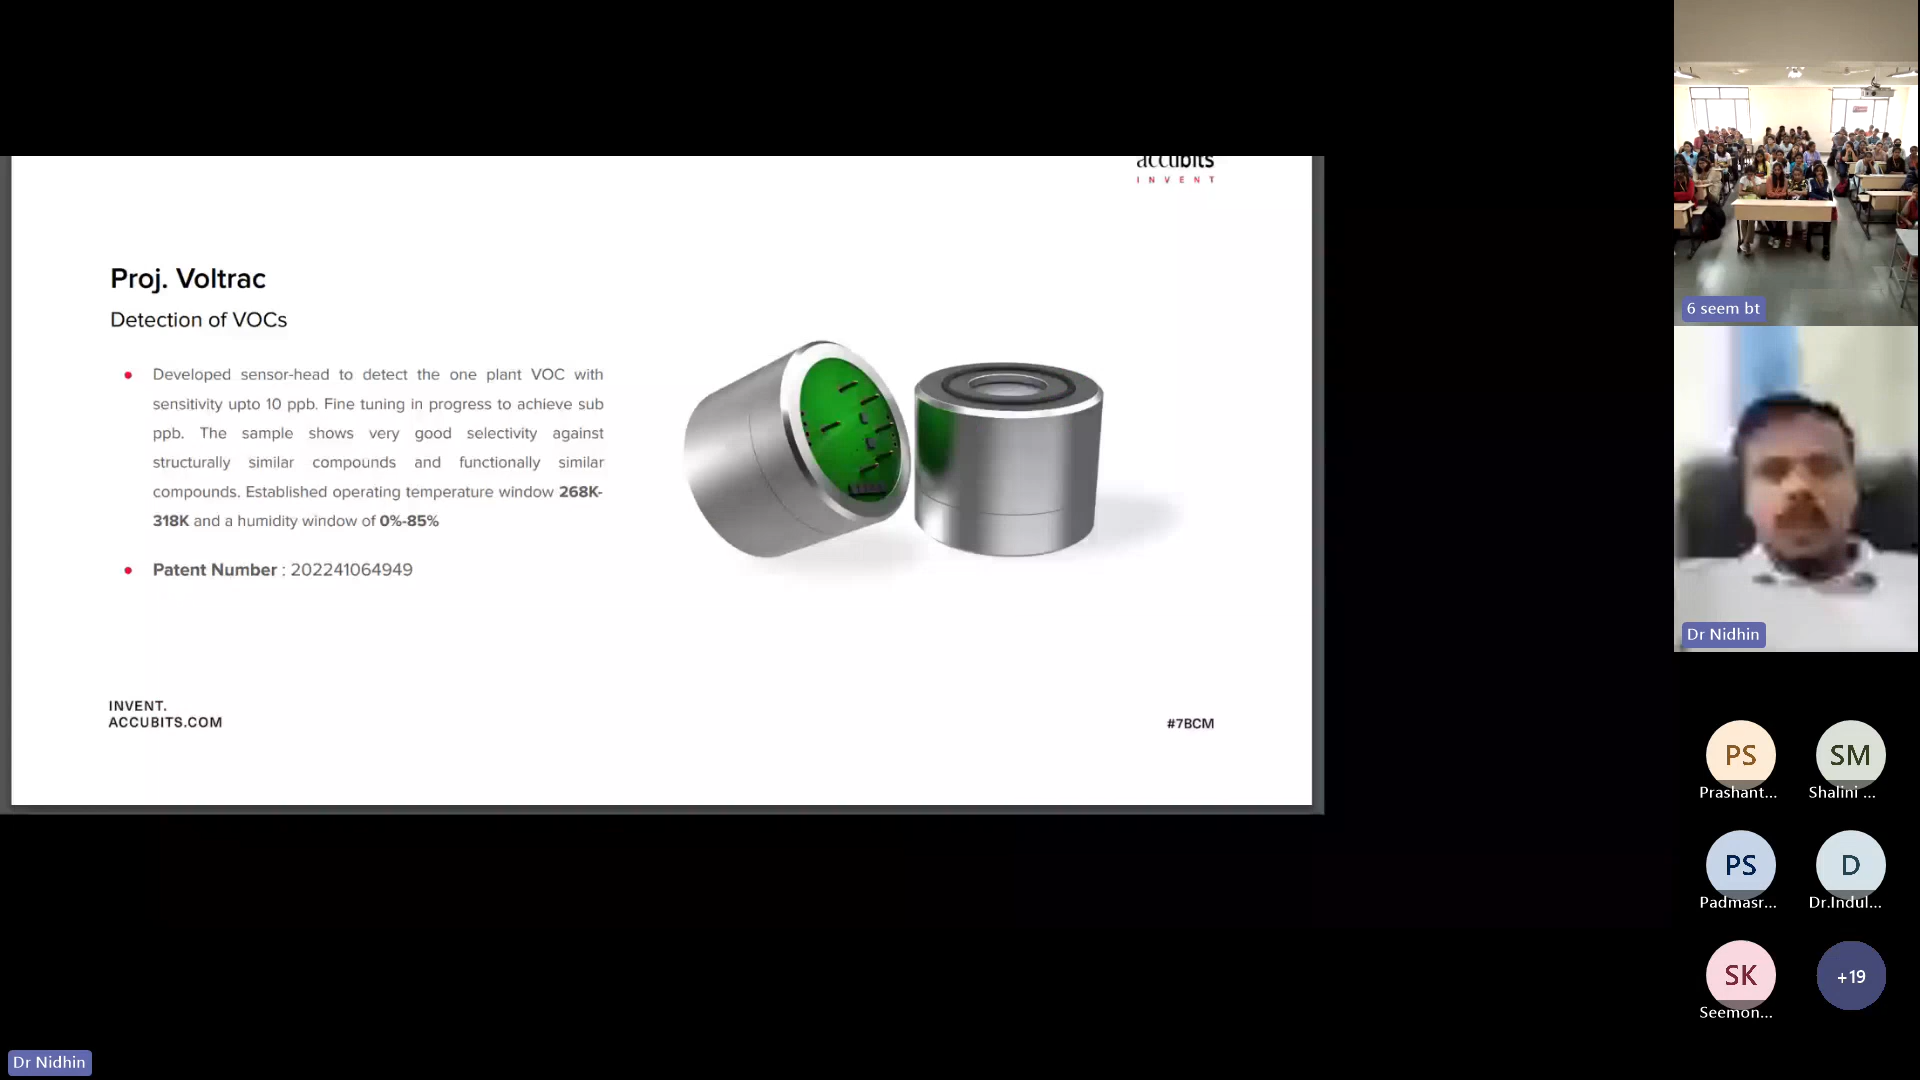 accubits
INVENT
Proj. Voltrac
Detection of VOCs
Developed sensor-head to detect the one plant VOC with
sensitivity upto 10 ppb. Fine tuning in progress to achieve sub
ppb. The sample shows very good selectivity against
structurally similar compounds and functionally similar
compounds. Established operating temperature window 268K-
318K and a humidity window of 0%-85%
Patent Number : 202241064949
INVENT.
ACCUBITS.COM
#7BCM
6 seem bt
Dr Nidhin
PS
SM
Prashant...
Shalini ...
PS
D
Padmasr...
Dr.Indul...
SK
+19
Seemon...
Dr Nidhin